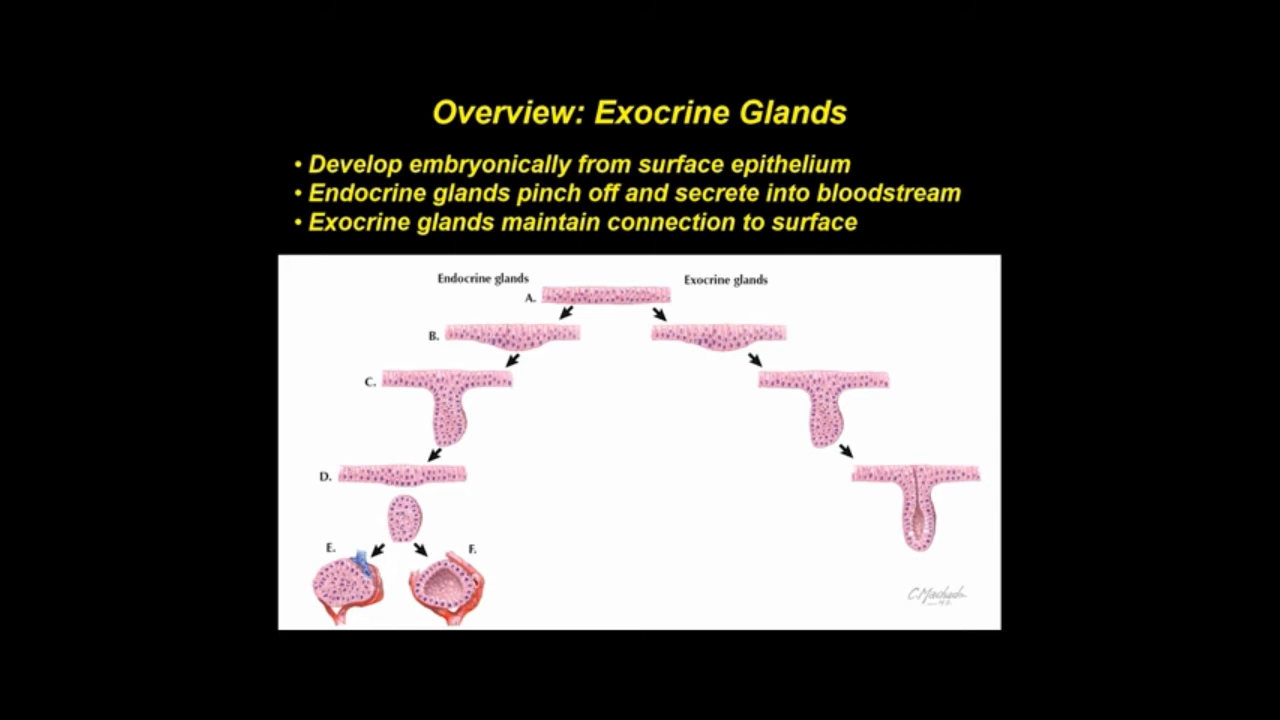 Overview: Exocrine Glands
• Develop embryonically from surface epithelium
• Endocrine glands pinch off and secrete into bloodstream
• Exocrine glands maintain connection to surface
Endocrine glands
Exocrine glands
A.
B.
C.
D.
E.
F.
C.Machado
M.D.